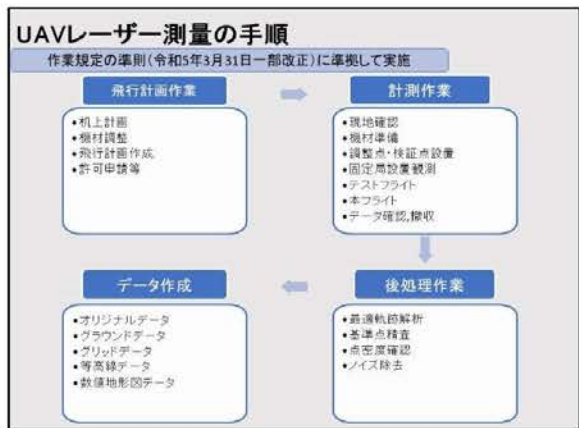 UAVレーザー測量の手順
作業規定の準則(令和5年3月31日一部改正)に準拠して実施
飛行計画作業
•机上計画
•機材調整
•飛行計画作成
•許可申請等
計測作業
•現地確認
•機材準備
•調整点・検証点設置
•固定局設置観測
•テストフライト
•本フライト
•データ確認,撤収
データ作成
•オリジナルデータ
•グラウンドデータ
•グリッドデータ
•等高線データ
•数値地形図データ
後処理作業
•最適軌跡解析
•基準点精査
•点密度確認
•ノイズ除去